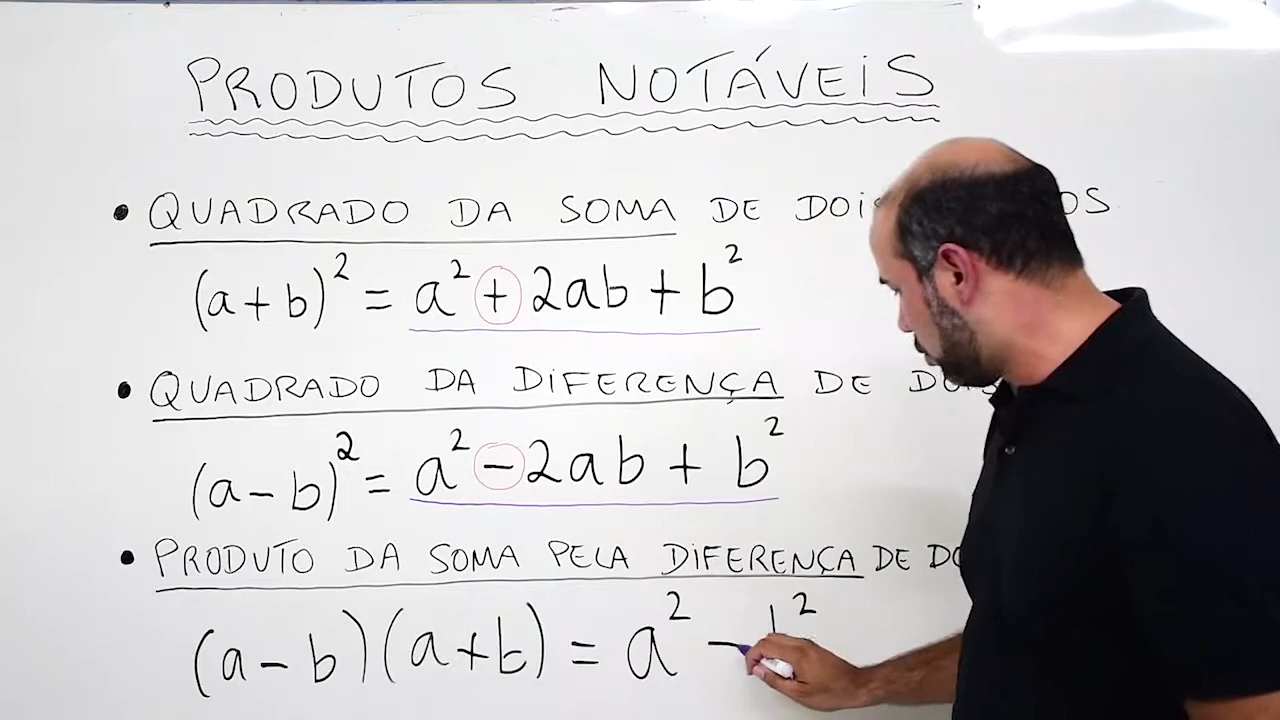 PRODUTOS NOTÁVEIS
• QUADRADO DA SOMA DE
(a+b)² = a² + 2ab + b²
• QUADRADO DA DIFERENÇA DE
(a-b)² = a² - 2ab + b²
• PRODUTO DA SOMA PELA DIFERENÇA DE
(a-b)(a+b) = a² -